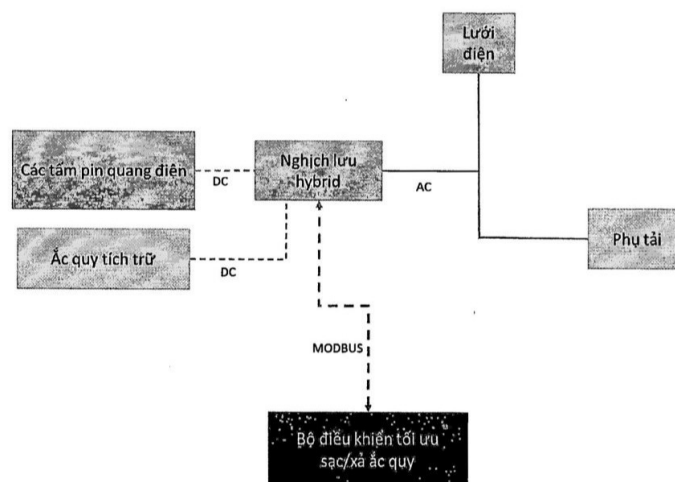 Lưới
điện
Các tấm pin quang điện
DC
Nghịch lưu
hybrid
AC
Ắc quy tích trữ
DC
Phụ tải
MODBUS
Bộ điều khiển tối ưu
sạc/xả ắc quy